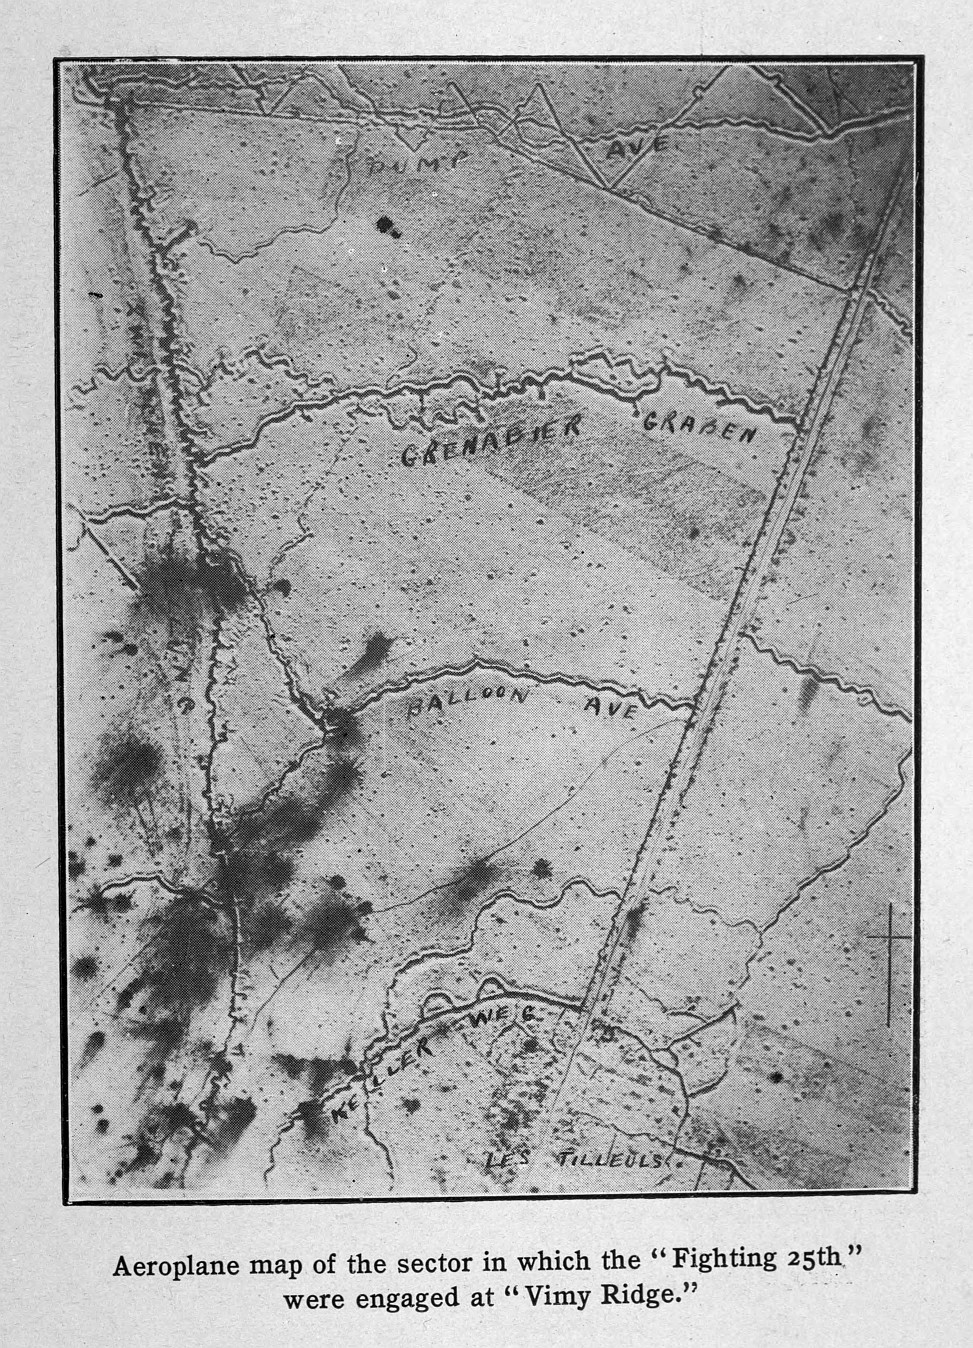 DUMP AVE.
GRENADIER GRABEN
BALLOON AVE
KELLER WEG
LES TILLEULS
Aeroplane map of the sector in which the “Fighting 25th”
were engaged at “Vimy Ridge.”